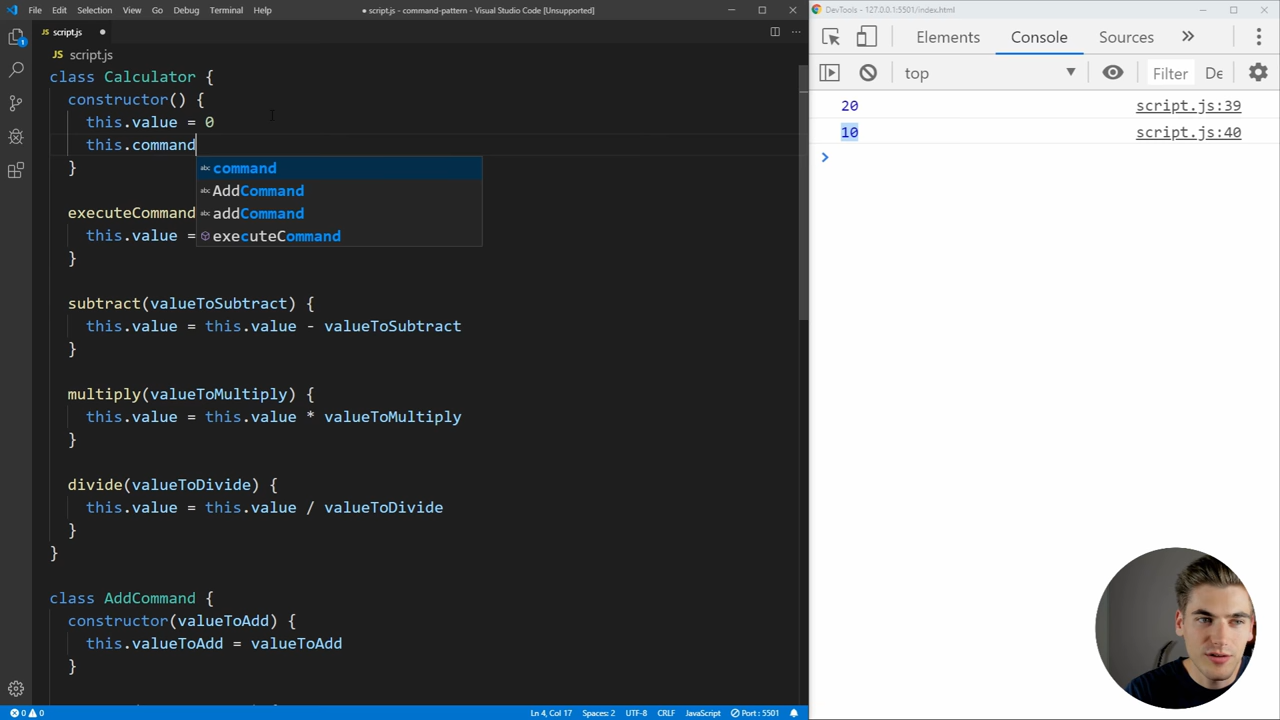 File Edit Selection View Go Debug Terminal Help
● script.js - command-pattern - Visual Studio Code [Unsupported]
DevTools - 127.0.0.1:5501/index.html
JS script.js ●
Elements Console Sources »
JS script.js
top Filter De
class Calculator {
constructor() {
this.value = 0
this.command
}
command
AddCommand
addCommand
executeCommand
executeCommand
this.value =
}
subtract(valueToSubtract) {
this.value = this.value - valueToSubtract
}
multiply(valueToMultiply) {
this.value = this.value * valueToMultiply
}
divide(valueToDivide) {
this.value = this.value / valueToDivide
}
}
class AddCommand {
constructor(valueToAdd) {
this.valueToAdd = valueToAdd
}
20 script.js:39
10 script.js:40
0 0 Ln 4, Col 17 Spaces: 2 UTF-8 CRLF JavaScript Port : 5501